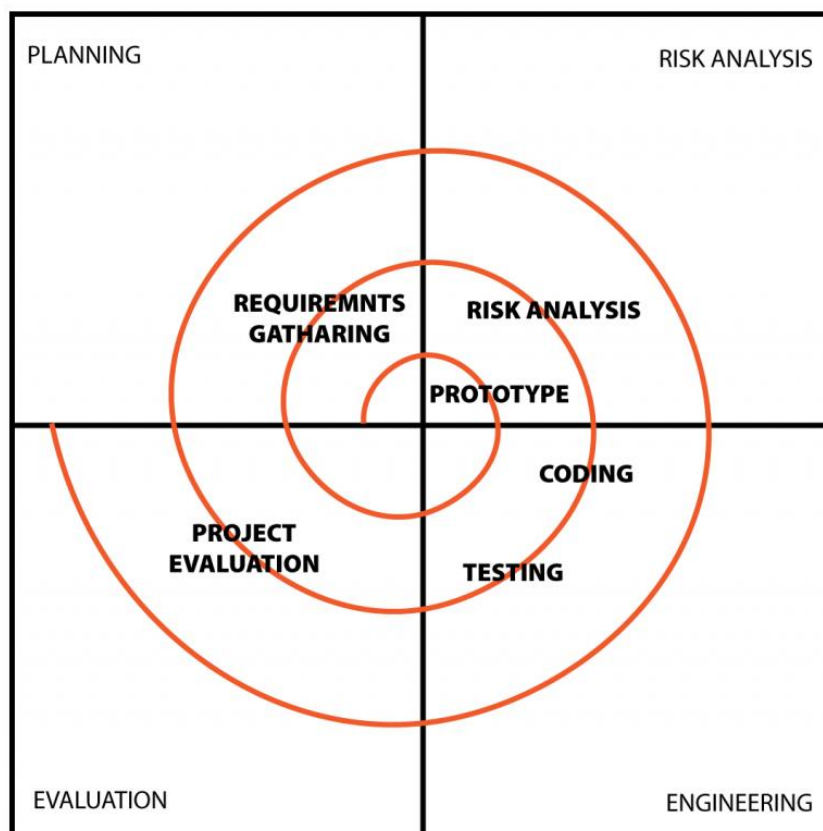 PLANNING
RISK ANALYSIS
REQUIREMNTS
GATHARING
RISK ANALYSIS
PROTOTYPE
CODING
PROJECT
EVALUATION
TESTING
EVALUATION
ENGINEERING